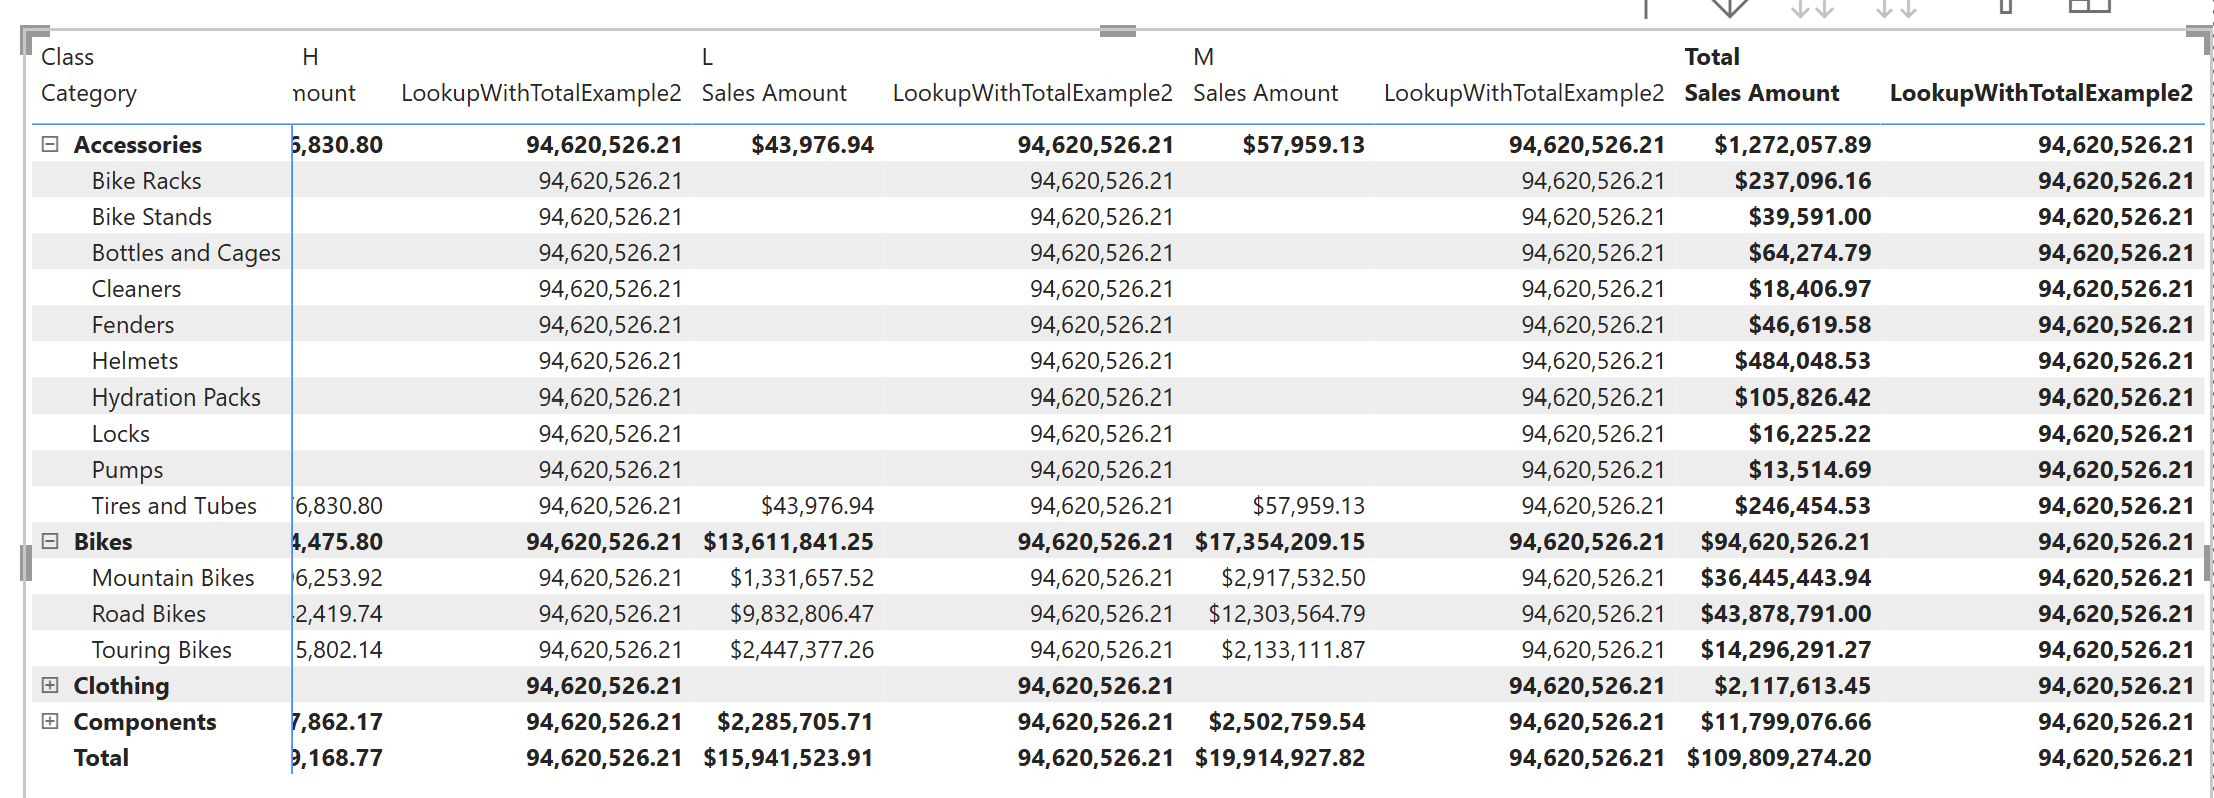 Class H L M Total
Category mount LookupWithTotalExample2 Sales Amount LookupWithTotalExample2 Sales Amount LookupWithTotalExample2 Sales Amount LookupWithTotalExample2
Accessories 6,830.80 94,620,526.21 $43,976.94 94,620,526.21 $57,959.13 94,620,526.21 $1,272,057.89 94,620,526.21
Bike Racks 94,620,526.21 94,620,526.21 94,620,526.21 $237,096.16 94,620,526.21
Bike Stands 94,620,526.21 94,620,526.21 94,620,526.21 $39,591.00 94,620,526.21
Bottles and Cages 94,620,526.21 94,620,526.21 94,620,526.21 $64,274.79 94,620,526.21
Cleaners 94,620,526.21 94,620,526.21 94,620,526.21 $18,406.97 94,620,526.21
Fenders 94,620,526.21 94,620,526.21 94,620,526.21 $46,619.58 94,620,526.21
Helmets 94,620,526.21 94,620,526.21 94,620,526.21 $484,048.53 94,620,526.21
Hydration Packs 94,620,526.21 94,620,526.21 94,620,526.21 $105,826.42 94,620,526.21
Locks 94,620,526.21 94,620,526.21 94,620,526.21 $16,225.22 94,620,526.21
Pumps 94,620,526.21 94,620,526.21 94,620,526.21 $13,514.69 94,620,526.21
Tires and Tubes 6,830.80 94,620,526.21 $43,976.94 94,620,526.21 $57,959.13 94,620,526.21 $246,454.53 94,620,526.21
Bikes 4,475.80 94,620,526.21 $13,611,841.25 94,620,526.21 $17,354,209.15 94,620,526.21 $94,620,526.21 94,620,526.21
Mountain Bikes 6,253.92 94,620,526.21 $1,331,657.52 94,620,526.21 $2,917,532.50 94,620,526.21 $36,445,443.94 94,620,526.21
Road Bikes 2,419.74 94,620,526.21 $9,832,806.47 94,620,526.21 $12,303,564.79 94,620,526.21 $43,878,791.00 94,620,526.21
Touring Bikes 5,802.14 94,620,526.21 $2,447,377.26 94,620,526.21 $2,133,111.87 94,620,526.21 $14,296,291.27 94,620,526.21
Clothing 94,620,526.21 94,620,526.21 94,620,526.21 $2,117,613.45 94,620,526.21
Components 7,862.17 94,620,526.21 $2,285,705.71 94,620,526.21 $2,502,759.54 94,620,526.21 $11,799,076.66 94,620,526.21
Total 9,168.77 94,620,526.21 $15,941,523.91 94,620,526.21 $19,914,927.82 94,620,526.21 $109,809,274.20 94,620,526.21